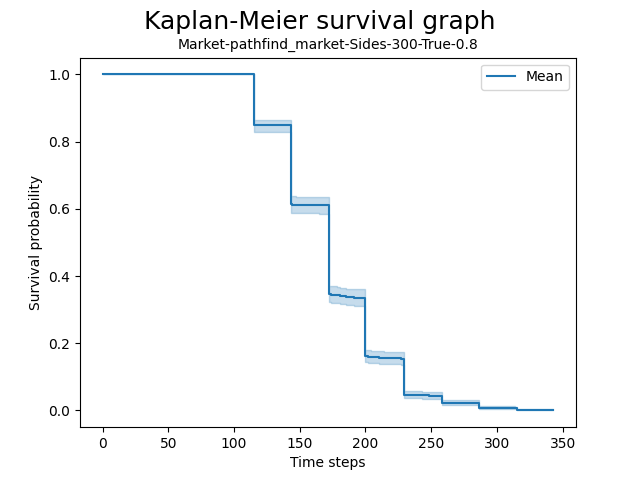 Kaplan-Meier survival graph
Market-pathfind_market-Sides-300-True-0.8
Mean
Survival probability
1.0
0.8
0.6
0.4
0.2
0.0
0 50 100 150 200 250 300 350
Time steps